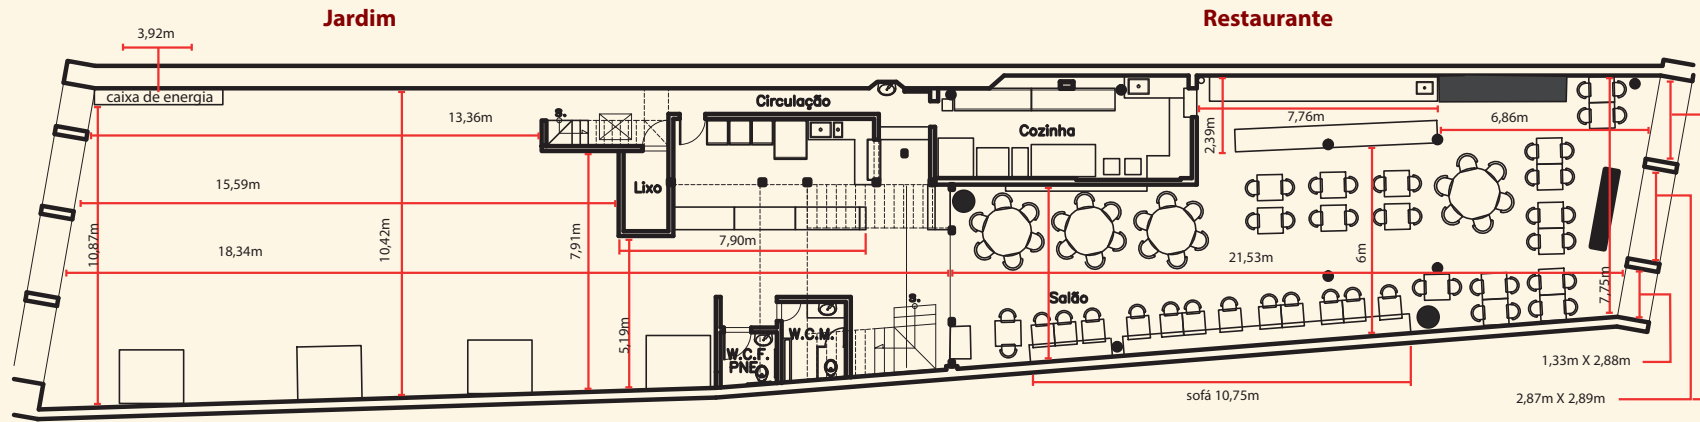 Jardim
Restaurante
3,92m
caixa de energia
13,36m
s.
Circulação
Cozinha
2,39m
7,76m
6,86m
15,59m
Lixo
10,87m
10,42m
7,91m
18,34m
7,90m
21,53m
6m
7,75m
s.
Salão
5,19m
W.C.M.
W.C.F.
PNE
1,33m X 2,88m
sofá 10,75m
2,87m X 2,89m